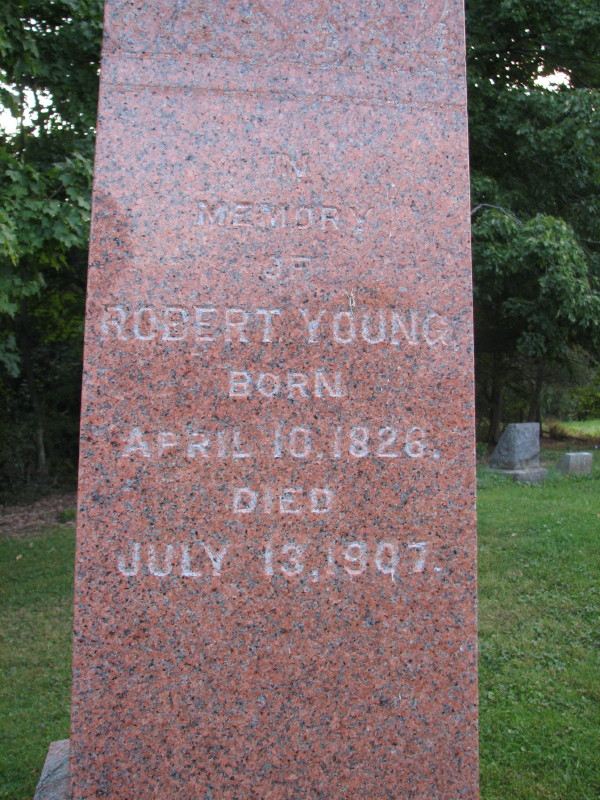 IN
MEMORY
OF
ROBERT YOUNG.
BORN
APRIL 10, 1826.
DIED
JULY 13, 1907.